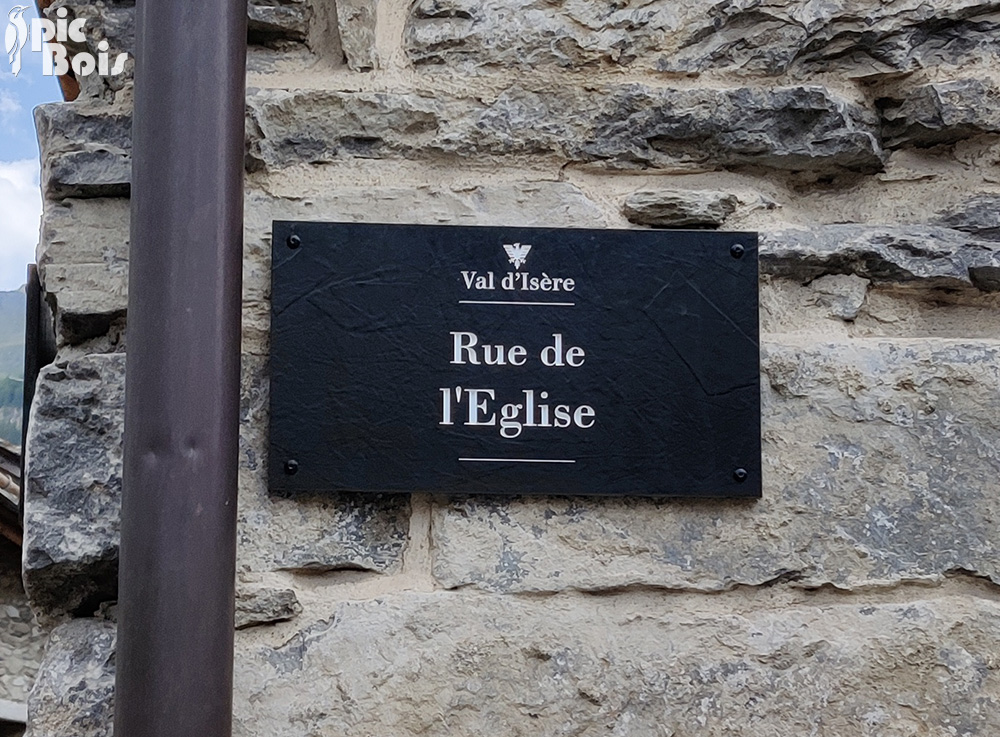 pic
Bois
Val d'Isère
Rue de
l'Eglise